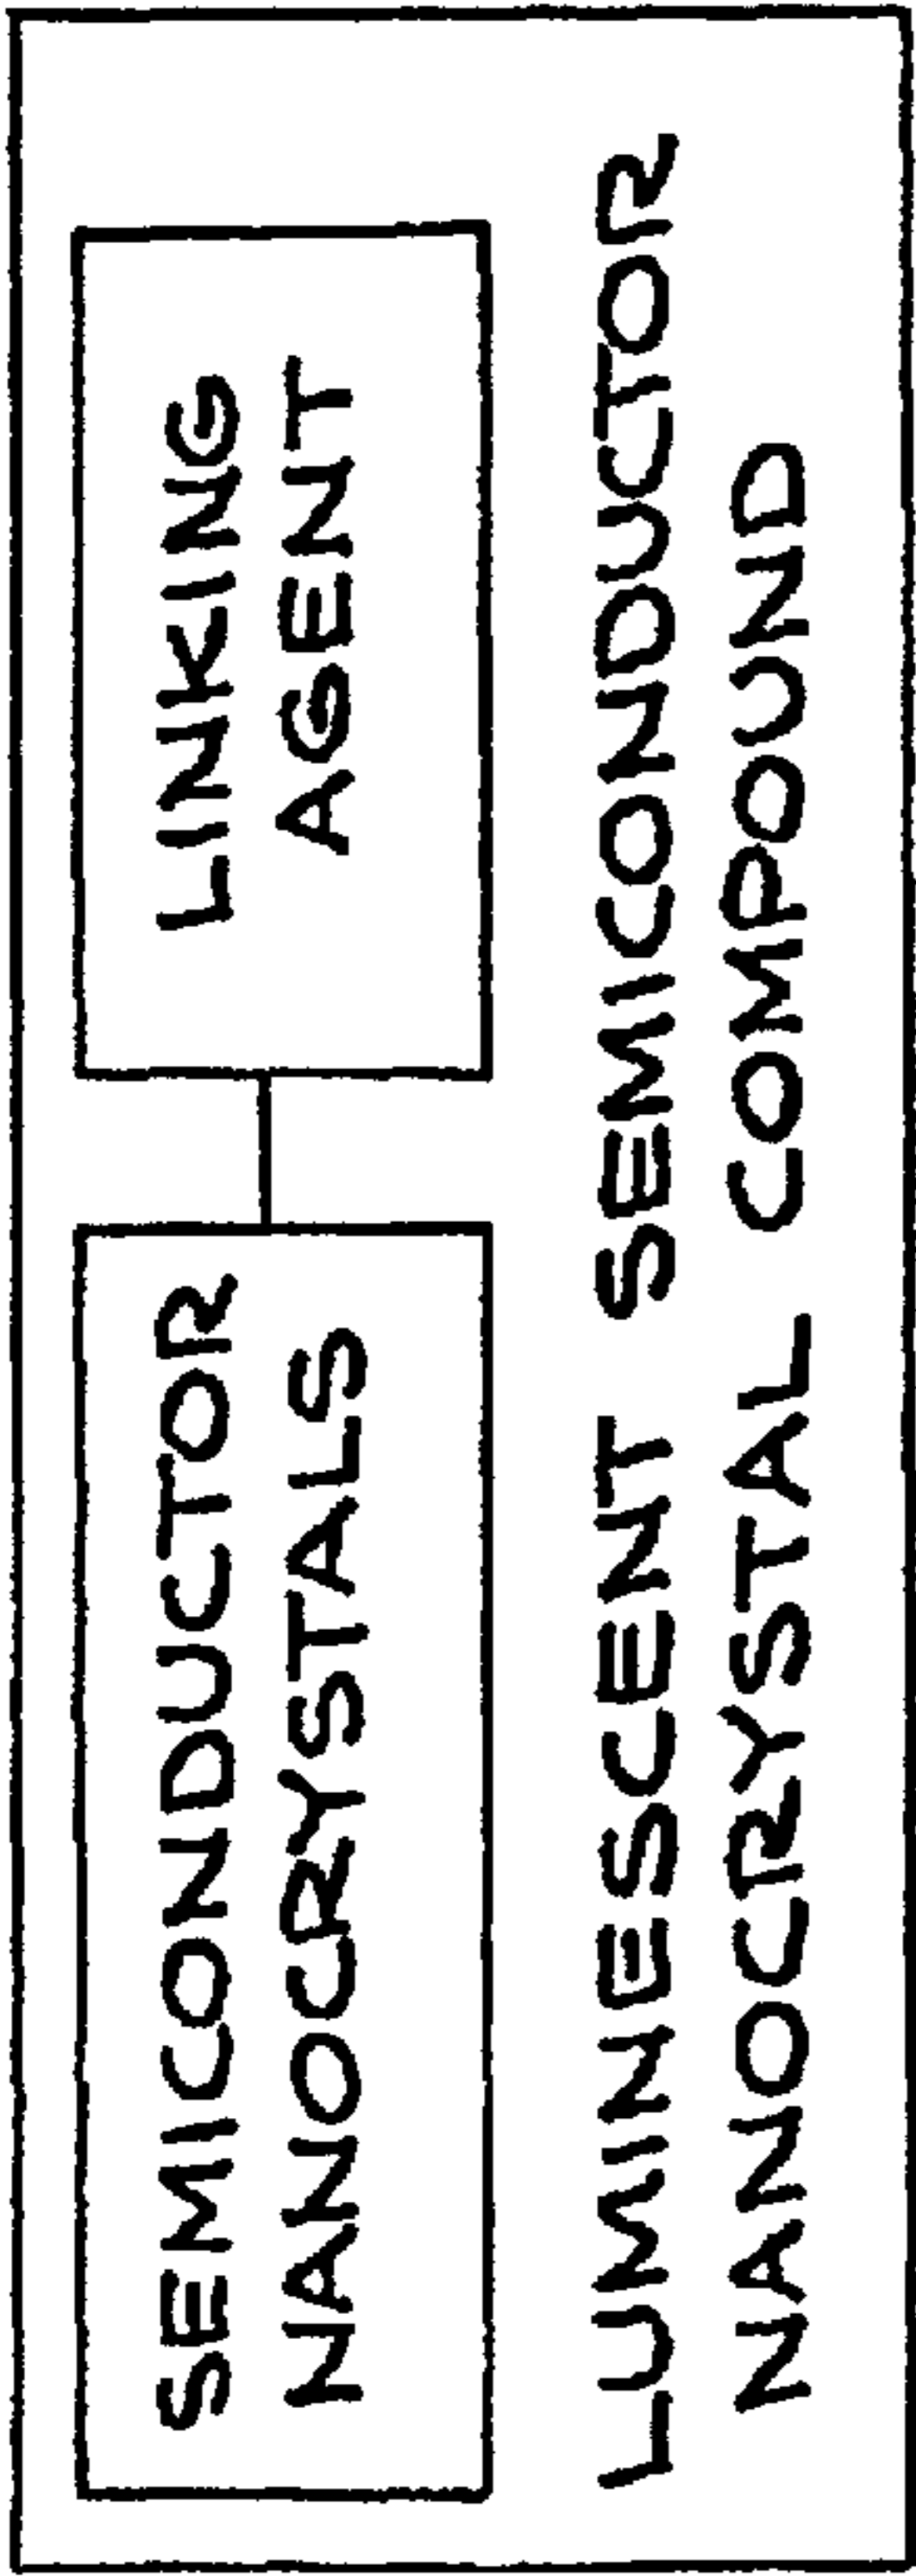 SEMICONDUCTOR
NANOCRYSTALS
LINKING
AGENT
LUMINESCENT SEMICONDUCTOR
NANOCRYSTAL COMPOUND